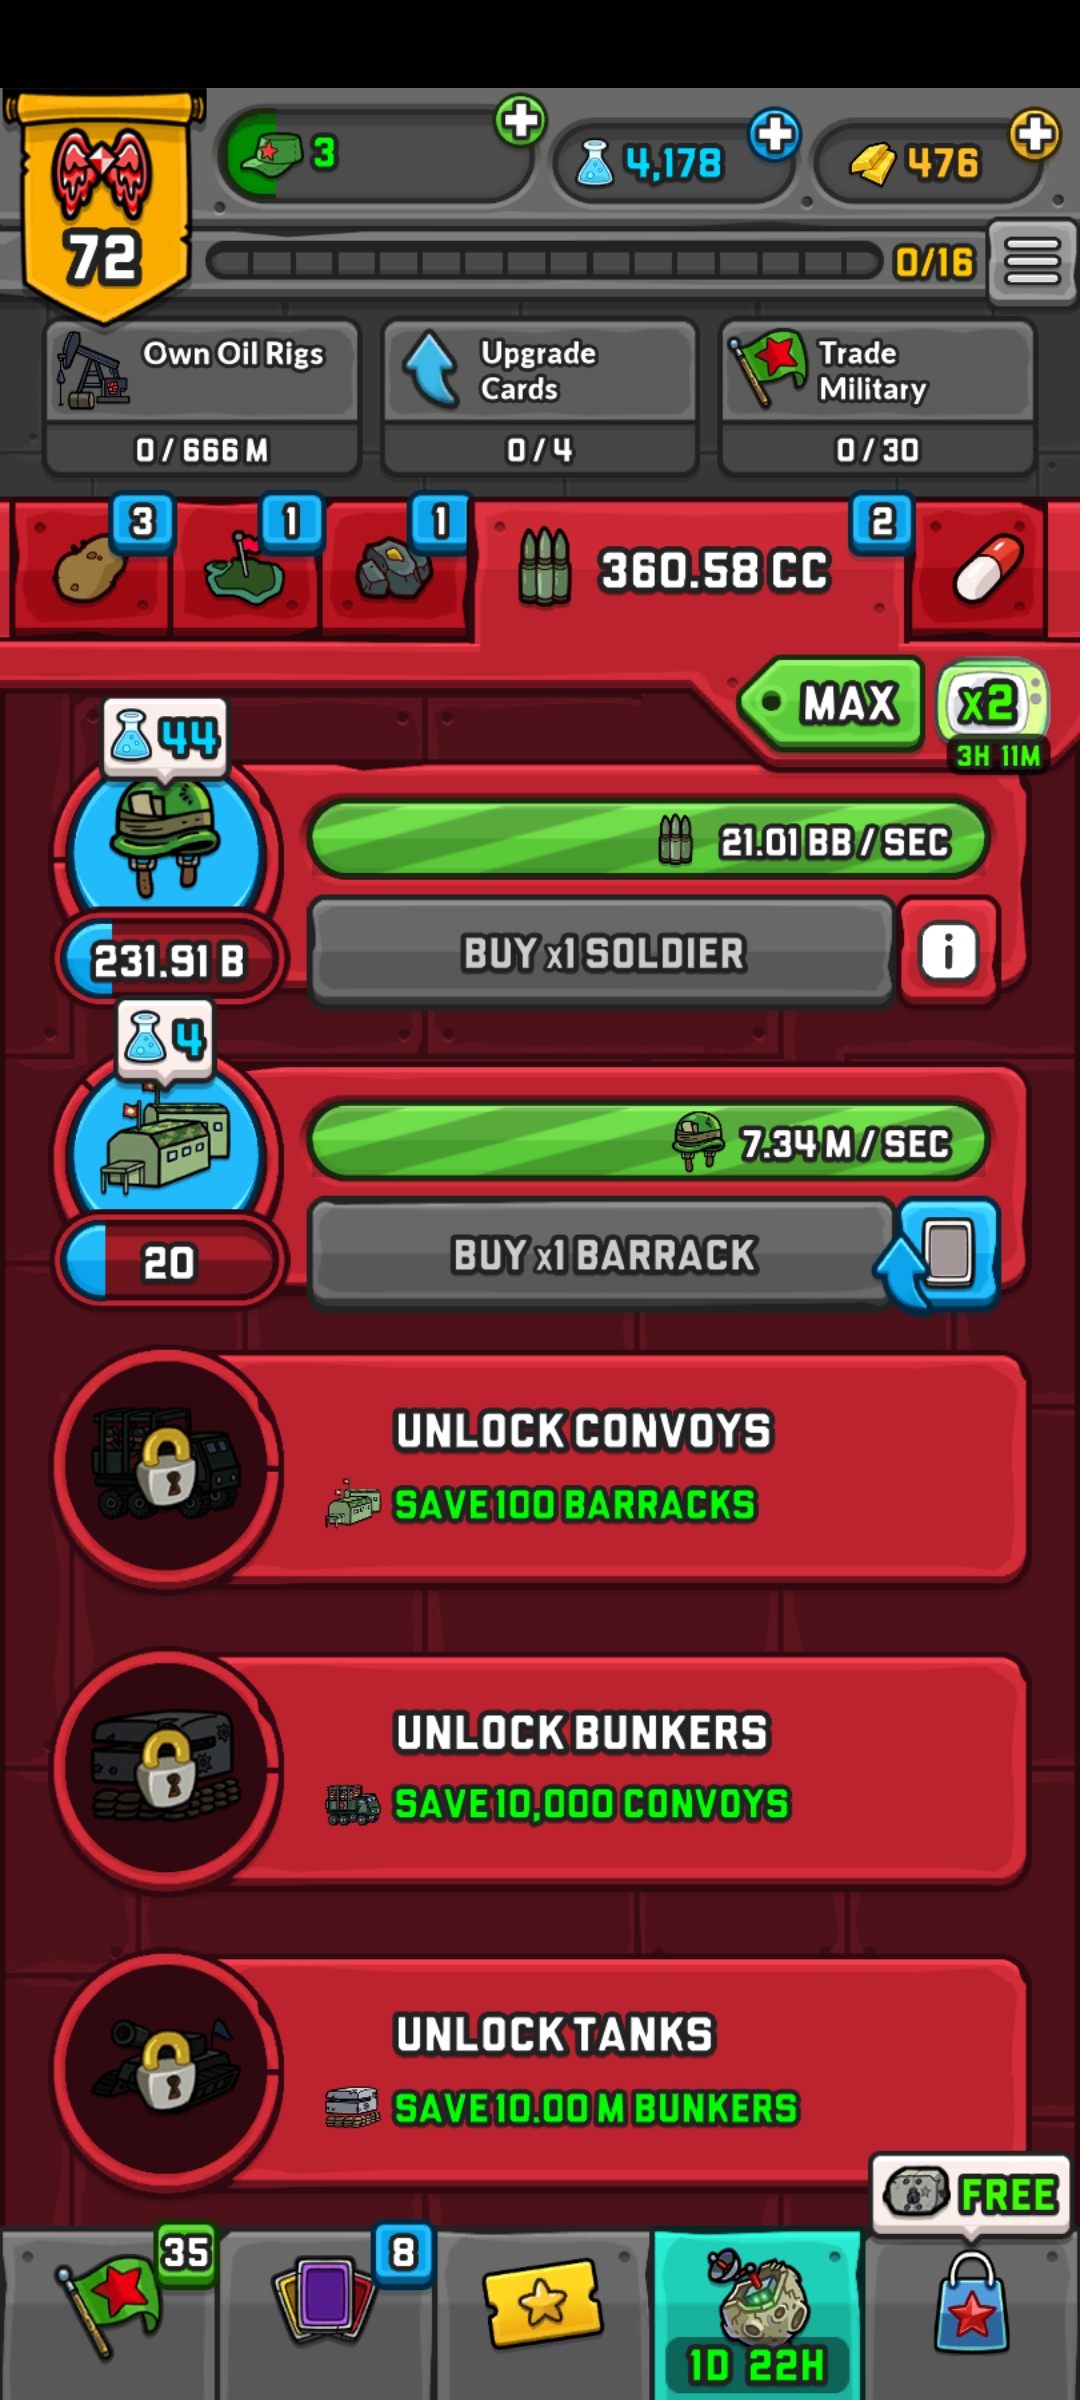 3
4,178
476
72
0/16
Own Oil Rigs
Upgrade
Cards
Trade
Military
0 / 666 M
0 / 4
0 / 30
3
1
1
360.58 CC
2
MAX
x2
3H 11M
44
21.01 BB / SEC
231.91 B
BUY x1 SOLDIER
i
4
7.34 M / SEC
20
BUY x1 BARRACK
UNLOCK CONVOYS
SAVE 100 BARRACKS
UNLOCK BUNKERS
SAVE 10,000 CONVOYS
UNLOCK TANKS
SAVE 10.00 M BUNKERS
FREE
35
8
1D 22H